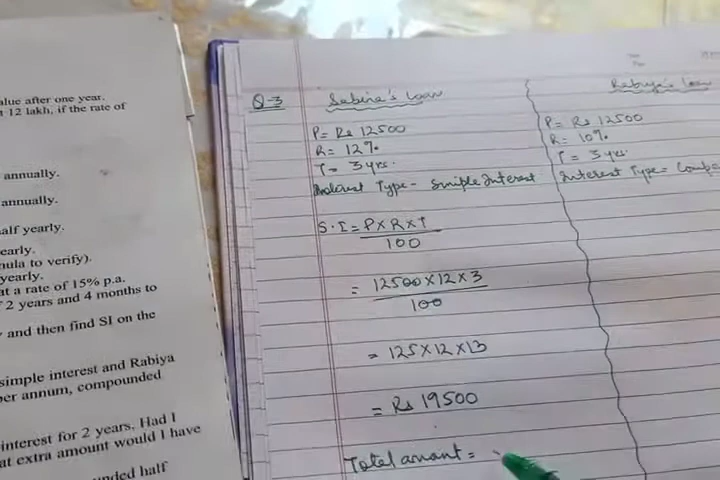 alue after one year.
12 lakh, if the rate of
annually.
annually.
alf yearly.
early.
nula to verify).
yearly.
at a rate of 15% p.a.
2 years and 4 months to
and then find SI on the
simple interest and Rabiya
per annum, compounded
interest for 2 years. Had I
at extra amount would I have
unded half
Q-3 Sabina's Loan
P= Rs 12500
R= 12%
T= 3 yrs.
Interest Type - Smiple Interest
S.I = P×R×T
100
= 12500×12×3
100
= 125×12×13
= Rs 19500
Total amant =
Rabiya's loan
P= Rs 12500
R= 10%
T= 3 yrs.
Interest Type= Comp